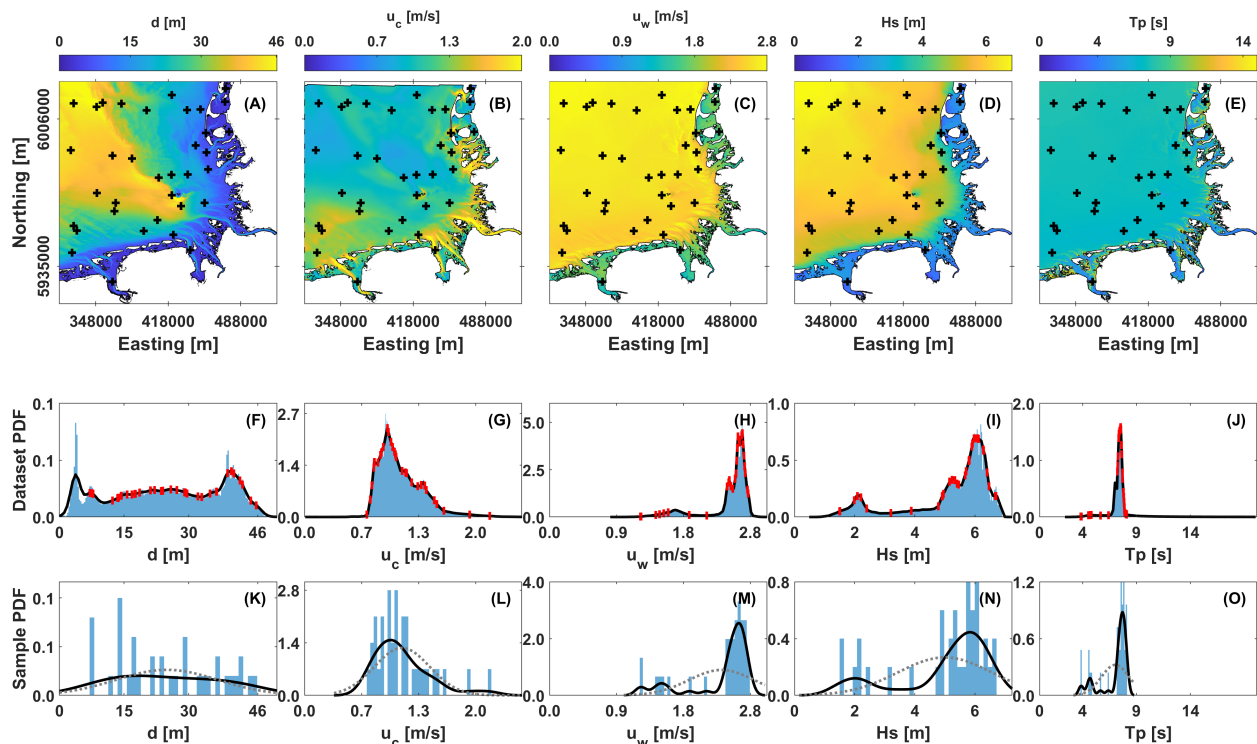 d [m]
0 15 30 46
u_c [m/s]
0.0 0.7 1.3 2.0
u_w [m/s]
0.0 0.9 1.8 2.8
Hs [m]
0 2 4 6
Tp [s]
0 4 9 14
(A) (B) (C) (D) (E)
Northing [m]
6006000
5935000
348000 418000 488000
348000 418000 488000
348000 418000 488000
348000 418000 488000
348000 418000 488000
Easting [m] Easting [m] Easting [m] Easting [m] Easting [m]
Dataset PDF
(F)
0.1
0.1
0.0
0 15 30 46
d [m]
(G)
2.7
1.4
0.0
0.0 0.7 1.3 2.0
u_c [m/s]
(H)
5.0
2.5
0.0
0.0 0.9 1.8 2.8
u_w [m/s]
(I)
1.0
0.5
0.0
0 2 4 6
Hs [m]
(J)
2.0
1.0
0.0
0 4 9 14
Tp [s]
Sample PDF
(K)
0.1
0.1
0.0
0 15 30 46
d [m]
(L)
2.8
1.4
0.0
0.0 0.7 1.2 2.0
u_c [m/s]
(M)
4.0
2.0
0.0
0.0 0.9 1.8 2.8
u_w [m/s]
(N)
0.8
0.4
0.0
0 2 4 6
Hs [m]
(O)
1.2
0.6
0.0
0 4 9 14
Tp [s]